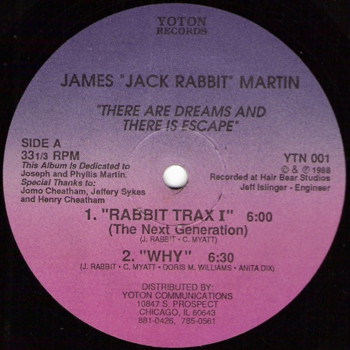 YOTON
RECORDS
JAMES "JACK RABBIT" MARTIN
"THERE ARE DREAMS AND
THERE IS ESCAPE"
SIDE A
33 1/3 RPM
This Album Is Dedicated to
Joseph and Phyllis Martin.
Special Thanks to:
Jomo Cheatham, Jeffery Sykes
and Henry Cheatham
YTN 001
© & ℗ 1988
Recorded at Hair Bear Studios
Jeff Islinger - Engineer
1. "RABBIT TRAX I" 6:00
(The Next Generation)
(J. RABBIT • C. MYATT)
2. "WHY" 6:30
(J. RABBIT • C. MYATT • DORIS M. WILLIAMS • ANITA DIX)
DISTRIBUTED BY:
YOTON COMMUNICATIONS
10847 S. PROSPECT
CHICAGO, IL 60643
881-0426, 785-0561